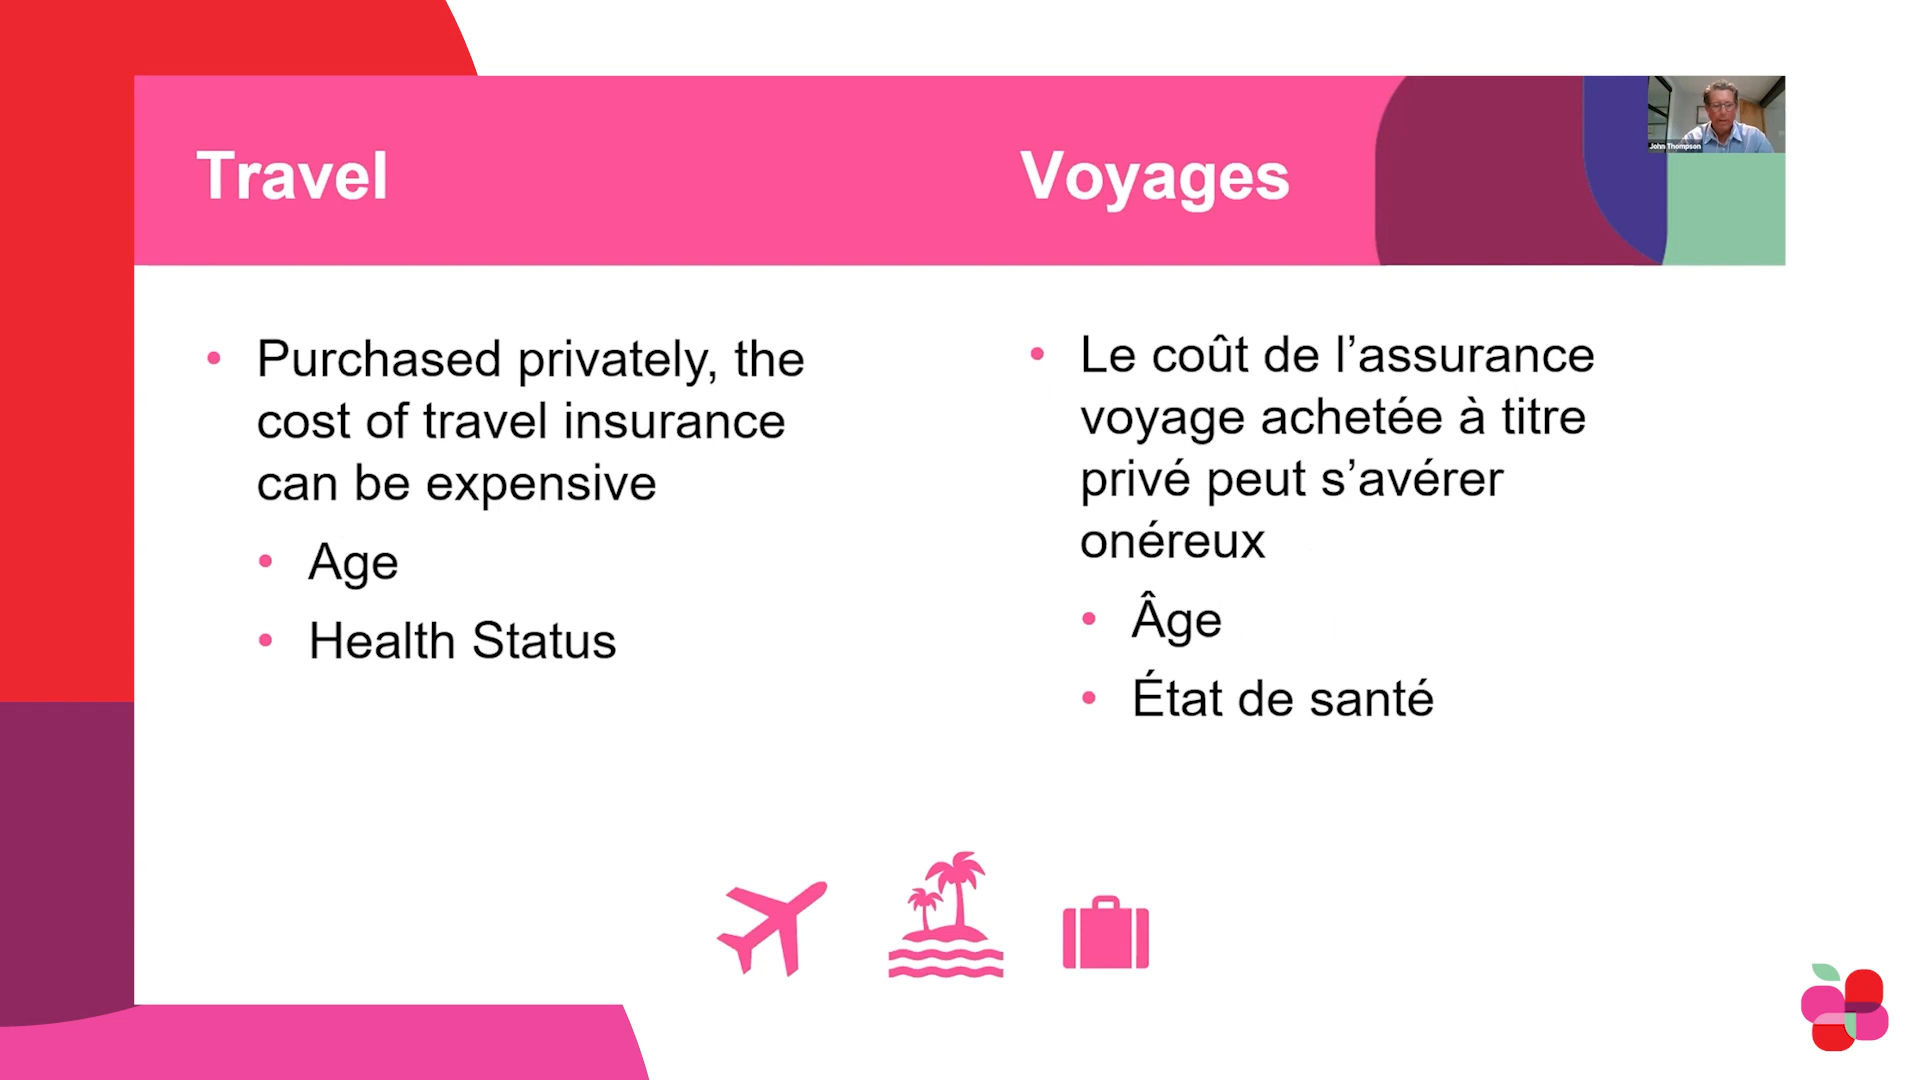 Travel
Voyages
John Thompson
• Purchased privately, the
cost of travel insurance
can be expensive
• Age
• Health Status
• Le coût de l’assurance
voyage achetée à titre
privé peut s’avérer
onéreux
• Âge
• État de santé